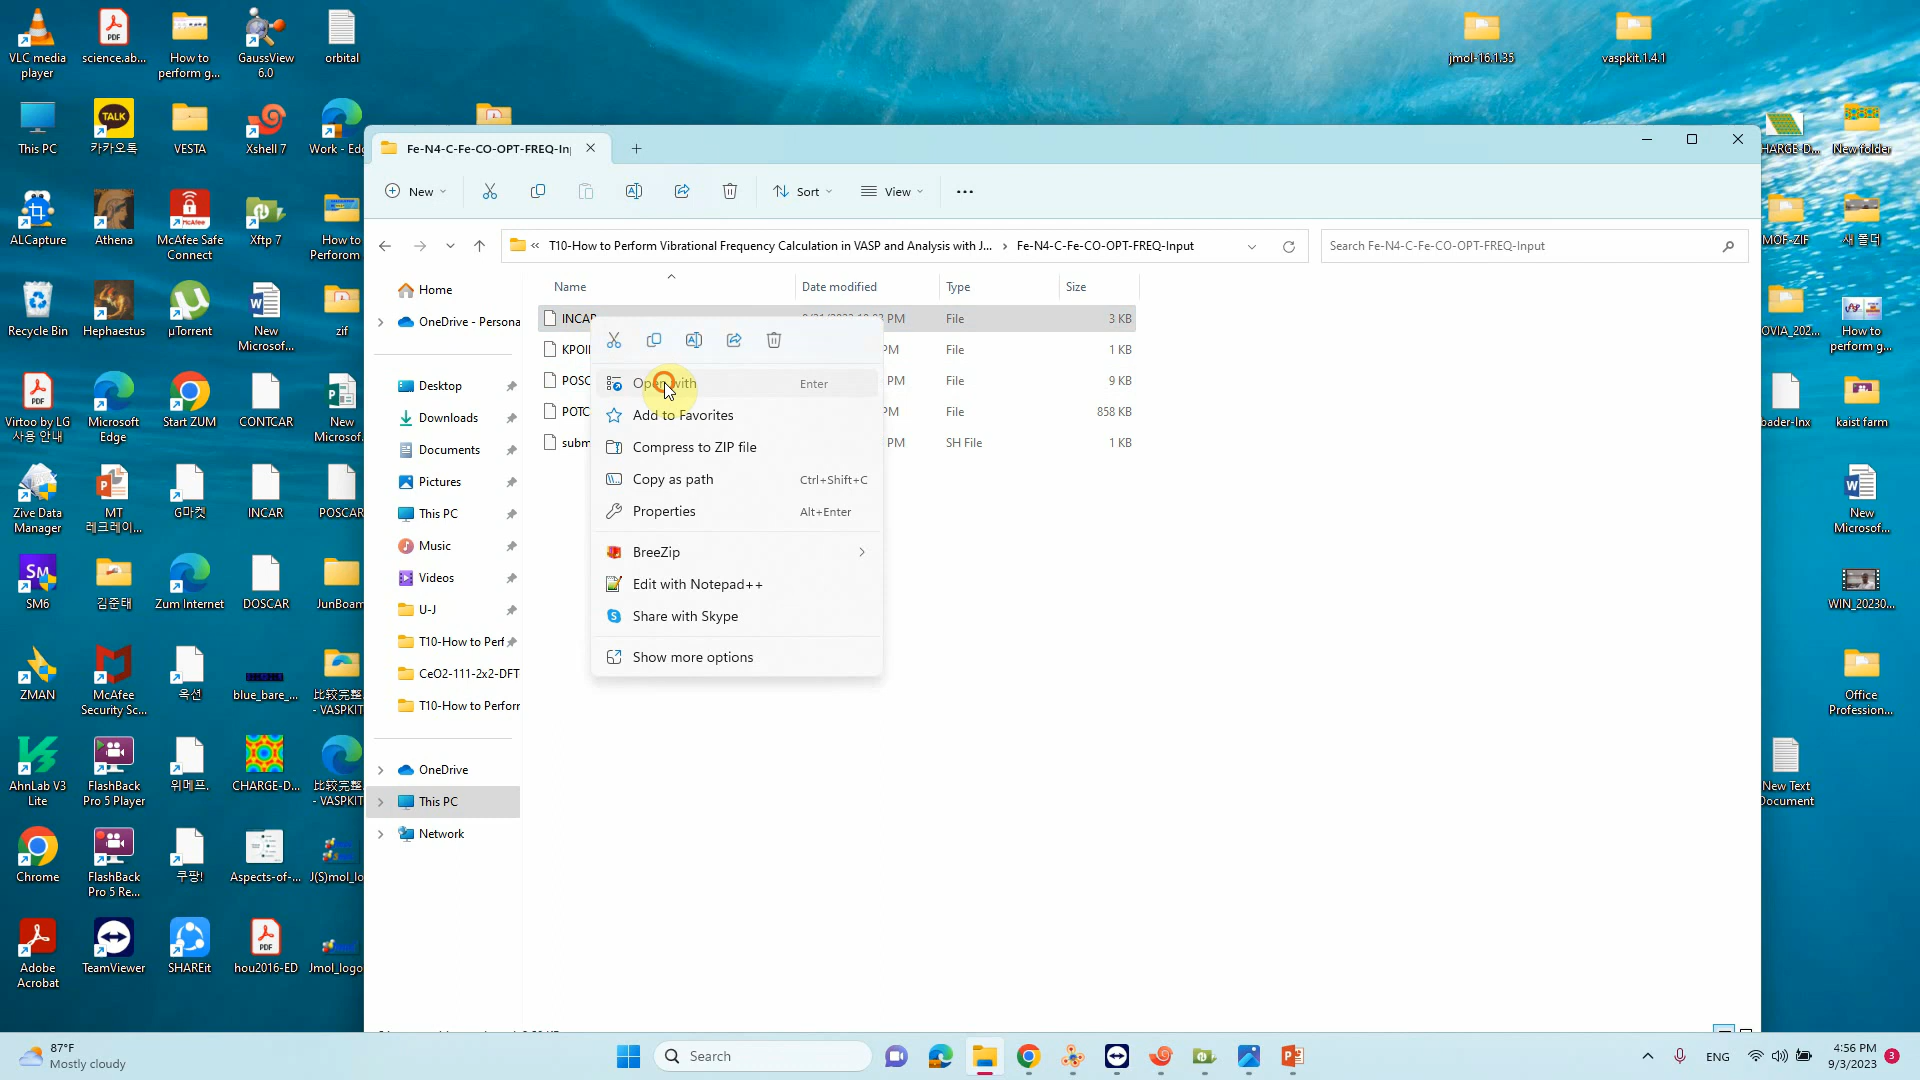 VLC media
player
science.ab...
How to
perform g...
GaussView
6.0
orbital
jmol-16.1.35
vaspkit.1.4.1
This PC
TALK
카카오톡
VESTA
Xshell 7
Work - Edg
ALCapture
Athena
McAfee Safe
Connect
Xftp 7
How to
Perforom
Recycle Bin
Hephaestus
µTorrent
New
Microsof...
zif
Virtoo by LG
사용 안내
Microsoft
Edge
Start ZUM
CONTCAR
New
Microsof.
Zive Data
Manager
MT
레크레이...
G마켓
INCAR
POSCAR
SM6
김준태
Zum Internet
DOSCAR
JunBoam
ZMAN
McAfee
Security Sc...
옥션
blue_bare_...
比较完整
- VASPKIT
AhnLab V3
Lite
FlashBack
Pro 5 Player
위메프.
CHARGE-D...
比较完整
- VASPKIT
Chrome
FlashBack
Pro 5 Re...
쿠팡!
Aspects-of-...
J(S)mol_lo
Adobe
Acrobat
TeamViewer
SHAREit
hou2016-ED
Jmol_logo
Fe-N4-C-Fe-CO-OPT-FREQ-In
New
Sort
View
T10-How to Perform Vibrational Frequency Calculation in VASP and Analysis with J...
Fe-N4-C-Fe-CO-OPT-FREQ-Input
Search Fe-N4-C-Fe-CO-OPT-FREQ-Input
Home
OneDrive - Persona
Desktop
Downloads
Documents
Pictures
This PC
Music
Videos
U-J
T10-How to Perf
CeO2-111-2x2-DFT
T10-How to Perforr
OneDrive
This PC
Network
Name Date modified Type Size
INCAR PM File 3 KB
KPOI PM File 1 KB
POSC PM File 9 KB
POTC PM File 858 KB
subm PM SH File 1 KB
Open with Enter
Add to Favorites
Compress to ZIP file
Copy as path Ctrl+Shift+C
Properties Alt+Enter
BreeZip
Edit with Notepad++
Share with Skype
Show more options
HARGE-D...
New folder
MOF-ZIF
새 폴더
OVIA_202...
How to
perform g...
oader-lnx
kaist farm
New
Microsof...
WIN_20230...
Office
Profession...
New Text
Document
87°F
Mostly cloudy
Search
ENG
4:56 PM
9/3/2023
3